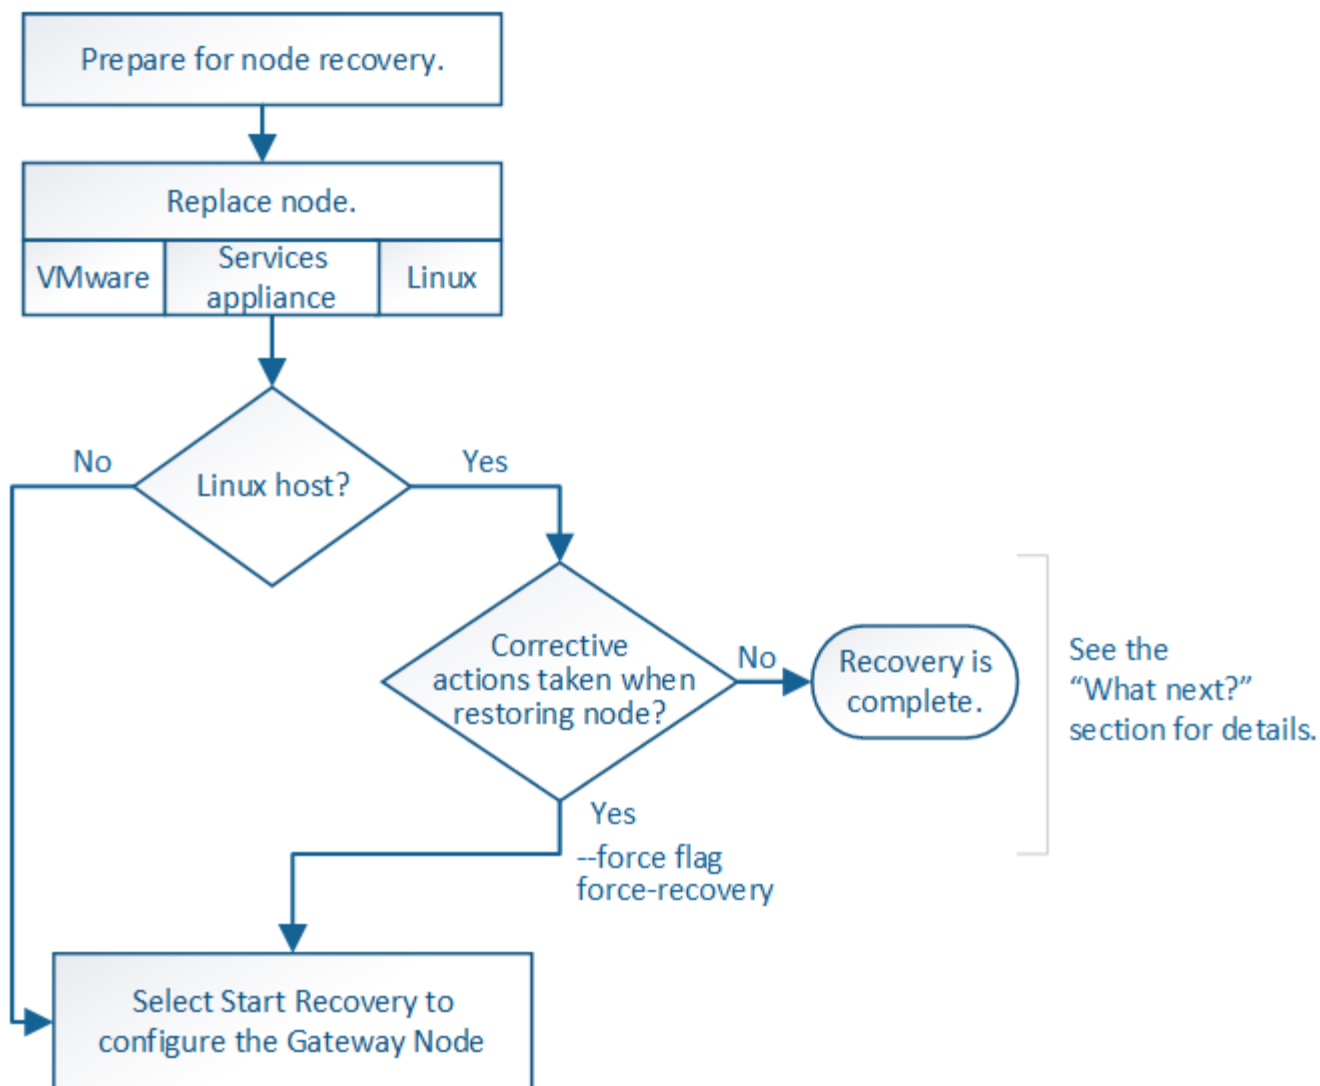 Prepare for node recovery.
Replace node.
VMware
Services
appliance
Linux
Linux host?
No
Yes
Corrective
actions taken when
restoring node?
No
Recovery is
complete.
See the
“What next?”
section for details.
Yes
--force flag
force-recovery
Select Start Recovery to
configure the Gateway Node